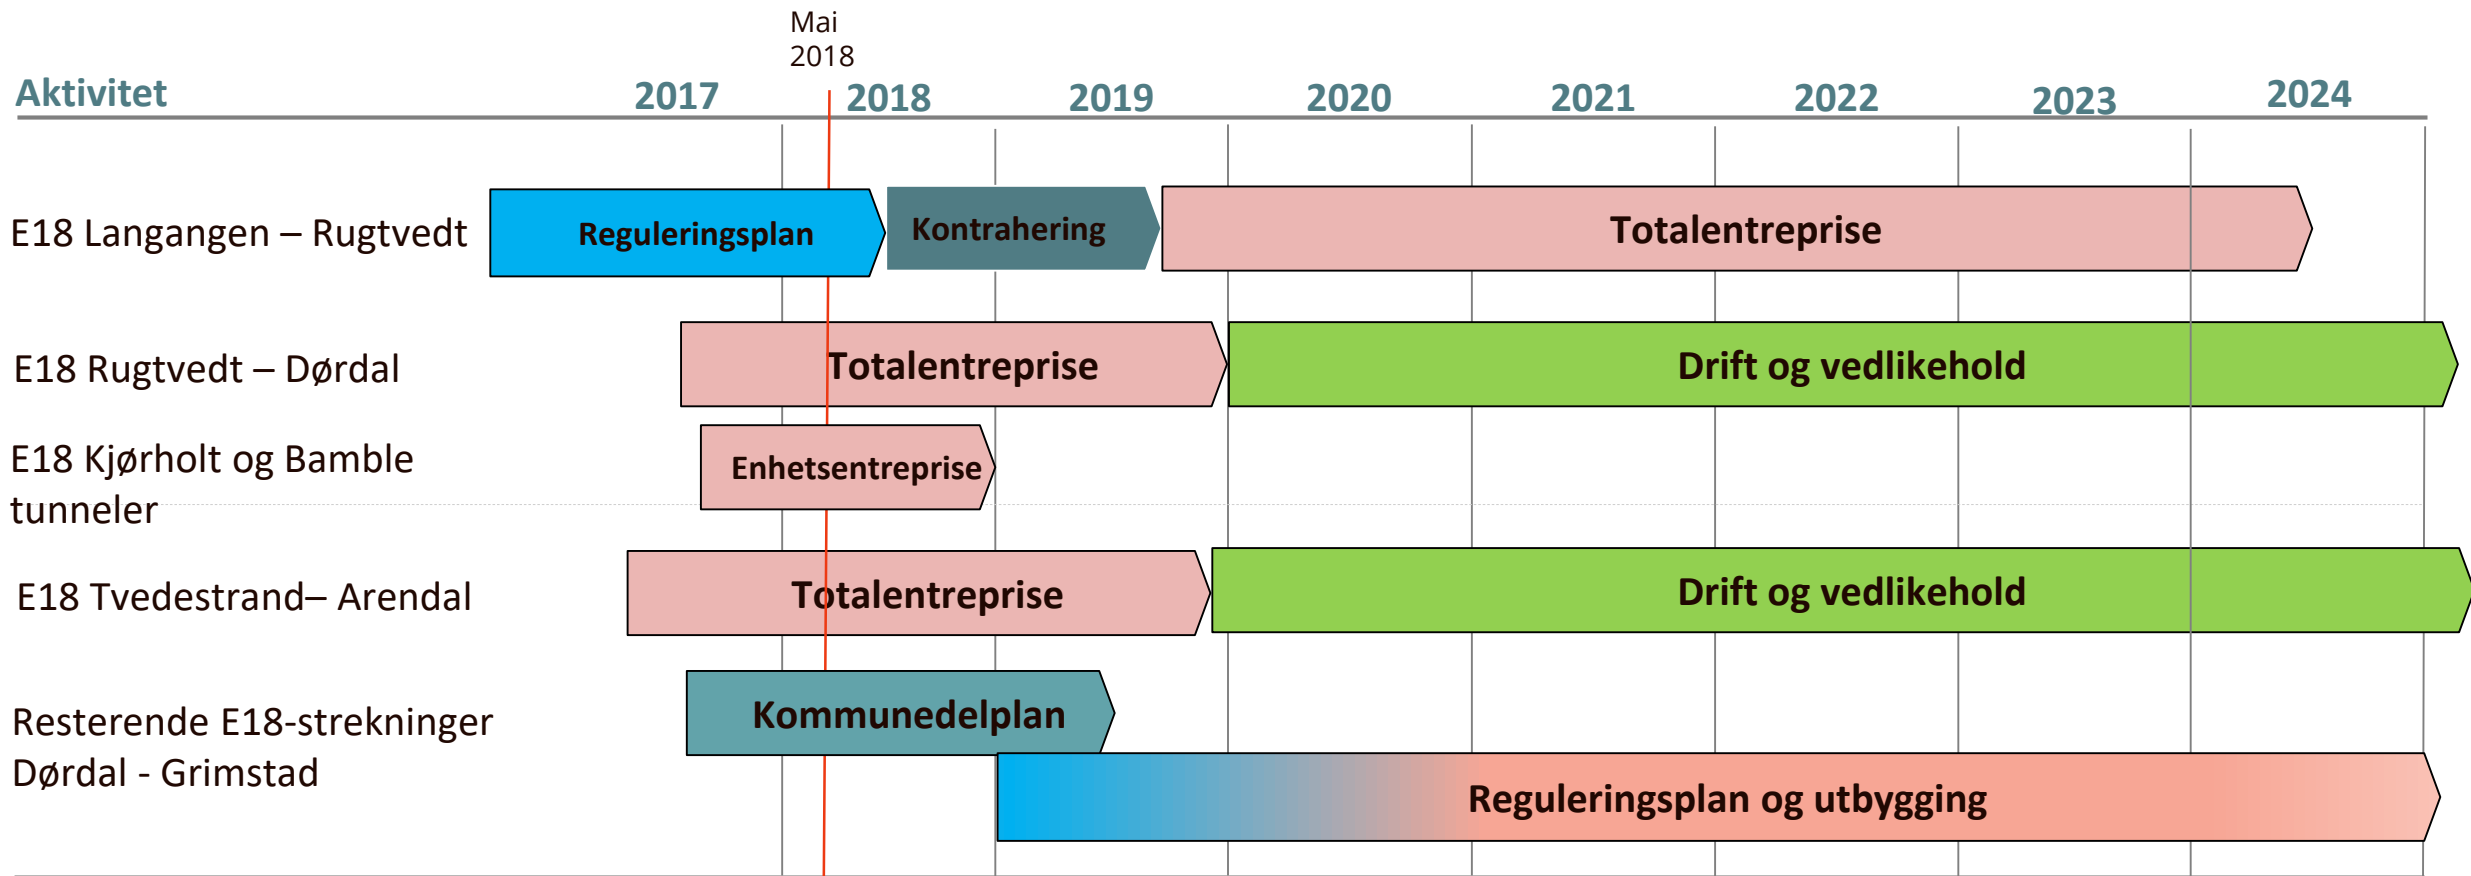 Mai
2018
Aktivitet 2017 2018 2019 2020 2021 2022 2023 2024
E18 Langangen – Rugtvedt Reguleringsplan Kontrahering Totalentreprise
E18 Rugtvedt – Dørdal Totalentreprise Drift og vedlikehold
E18 Kjørholt og Bamble
tunneler
Enhetsentreprise
E18 Tvedestrand– Arendal Totalentreprise Drift og vedlikehold
Kommunedelplan
Resterende E18-strekninger
Dørdal - Grimstad
Reguleringsplan og utbygging